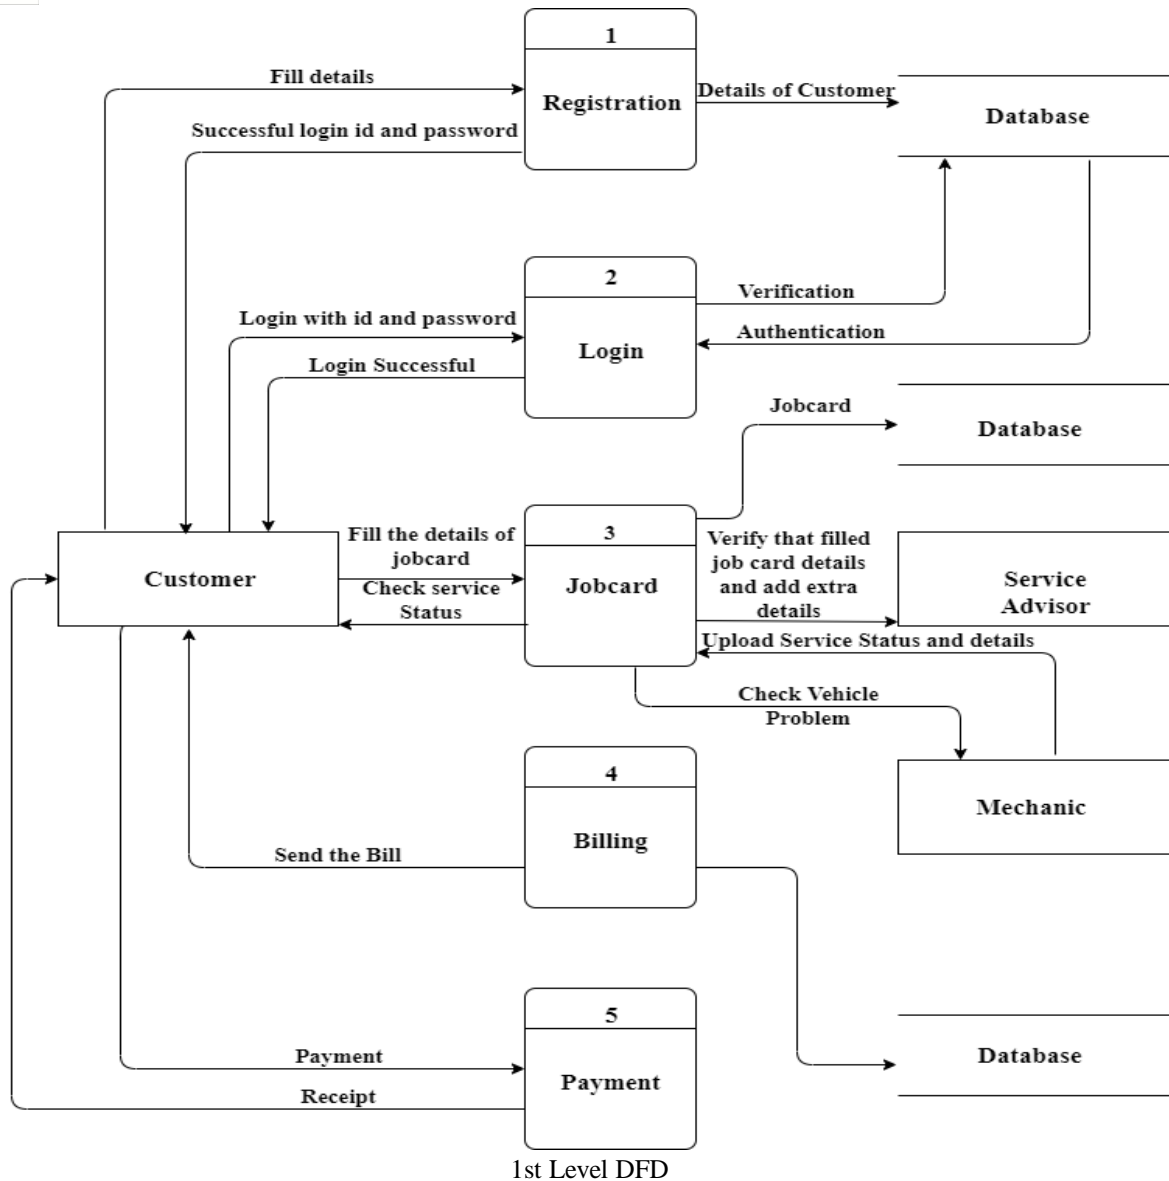 1
Fill details
Registration
Details of Customer
Database
Successful login id and password
2
Verification
Login with id and password
Authentication
Login
Login Successful
Jobcard
Database
3
Fill the details of
jobcard
Verify that filled
job card details
and add extra
details
Customer
Jobcard
Service
Advisor
Check service
Status
Upload Service Status and details
Check Vehicle
Problem
4
Mechanic
Billing
Send the Bill
5
Payment
Database
Payment
Receipt
1st Level DFD